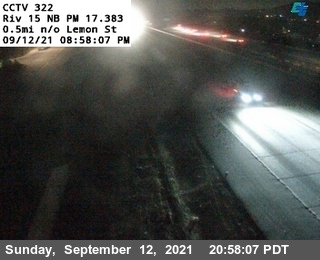 CCTV 322
Riv 15 NB PM 17.383
0.5mi n/o Lemon St
09/12/21 08:58:07 PM
Sunday, September 12, 2021 20:58:07 PDT